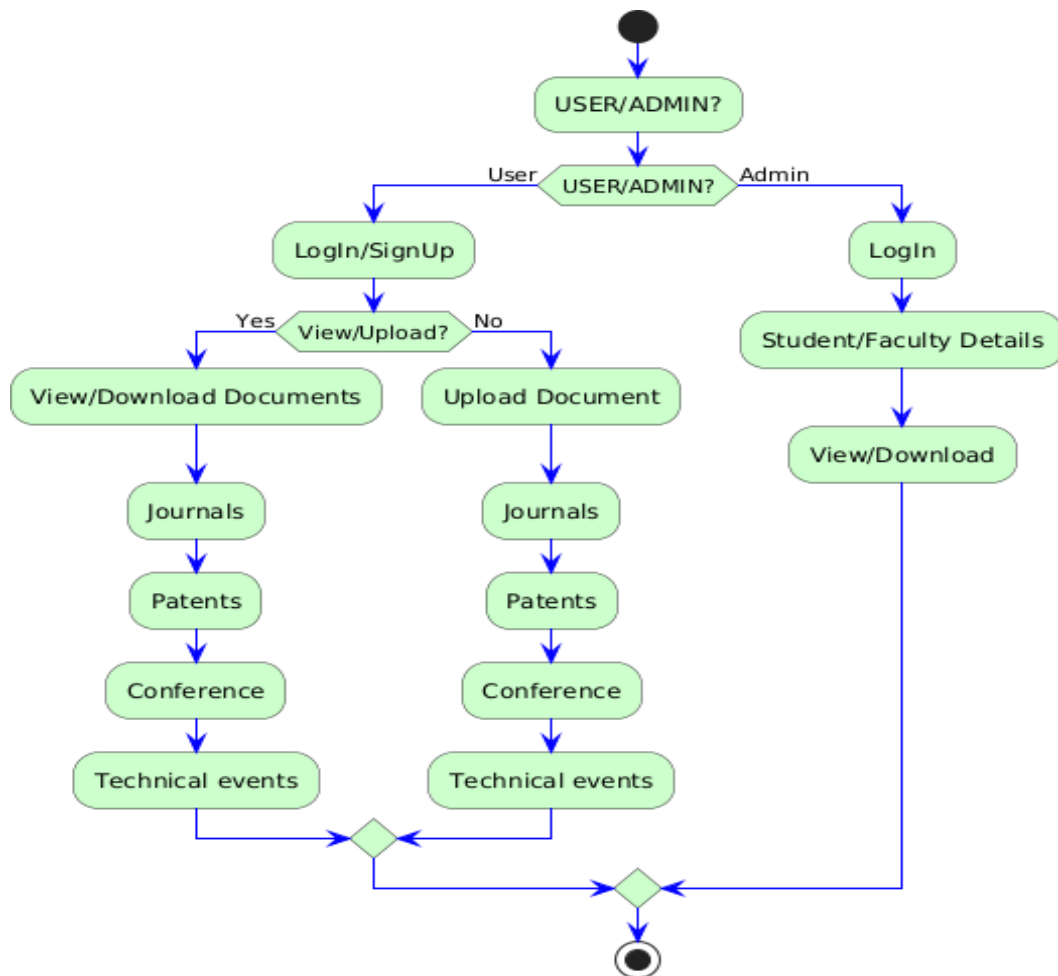 USER/ADMIN?
User
USER/ADMIN?
Admin
LogIn/SignUp
LogIn
Yes
View/Upload?
No
Student/Faculty Details
View/Download Documents
Upload Document
View/Download
Journals
Journals
Patents
Patents
Conference
Conference
Technical events
Technical events